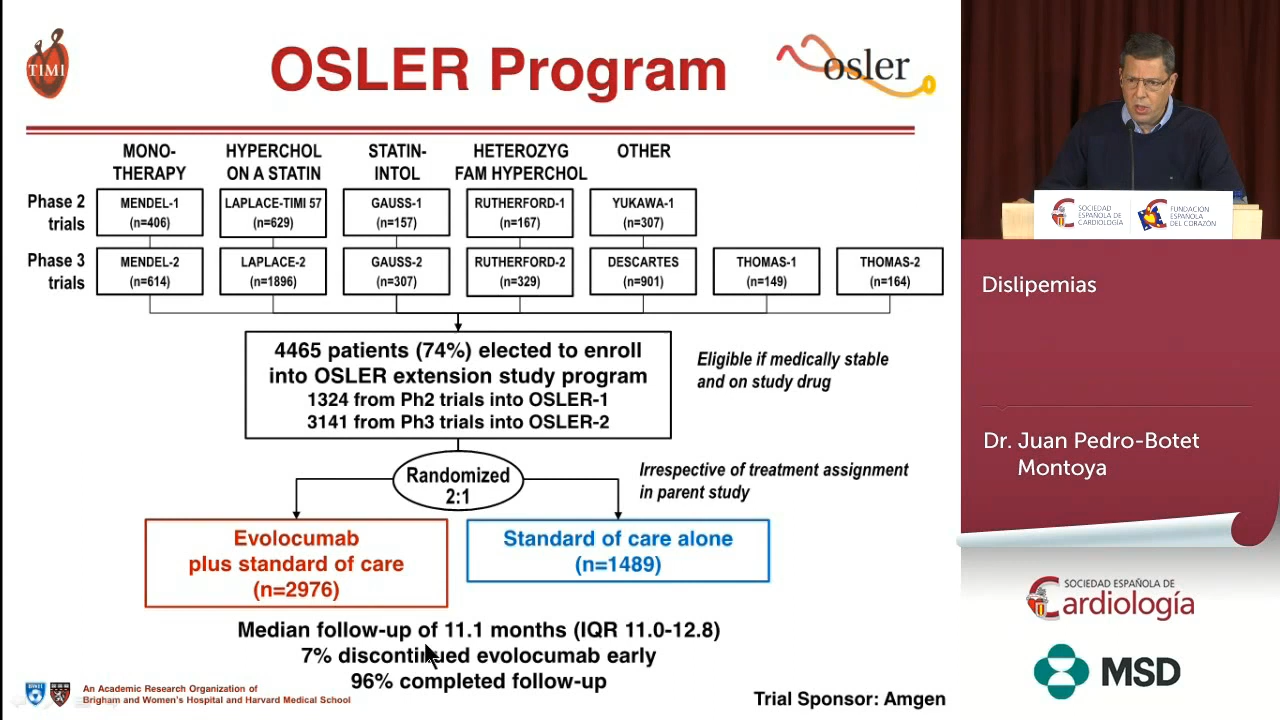 TIMI
OSLER Program
osler
MONO-
THERAPY
HYPERCHOL
ON A STATIN
STATIN-
INTOL
HETEROZYG
FAM HYPERCHOL
OTHER
Phase 2
trials
MENDEL-1
(n=406)
LAPLACE-TIMI 57
(n=629)
GAUSS-1
(n=157)
RUTHERFORD-1
(n=167)
YUKAWA-1
(n=307)
Phase 3
trials
MENDEL-2
(n=614)
LAPLACE-2
(n=1896)
GAUSS-2
(n=307)
RUTHERFORD-2
(n=329)
DESCARTES
(n=901)
THOMAS-1
(n=149)
THOMAS-2
(n=164)
4465 patients (74%) elected to enroll
into OSLER extension study program
1324 from Ph2 trials into OSLER-1
3141 from Ph3 trials into OSLER-2
Eligible if medically stable
and on study drug
Randomized
2:1
Irrespective of treatment assignment
in parent study
Evolocumab
plus standard of care
(n=2976)
Standard of care alone
(n=1489)
Median follow-up of 11.1 months (IQR 11.0-12.8)
7% discontinued evolocumab early
96% completed follow-up
An Academic Research Organization of
Brigham and Women's Hospital and Harvard Medical School
Trial Sponsor: Amgen
SOCIEDAD
ESPAÑOLA DE
CARDIOLOGÍA
FUNDACIÓN
ESPAÑOLA
DEL CORAZÓN
Dislipemias
Dr. Juan Pedro-Botet
Montoya
SOCIEDAD ESPAÑOLA DE
Cardiología
MSD